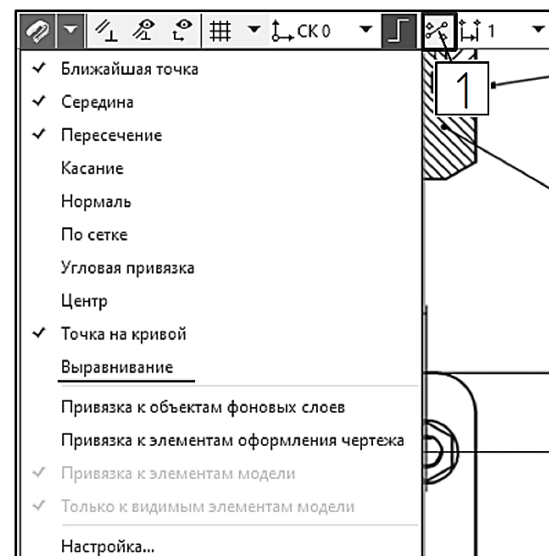 СК 0 1
1
Ближайшая точка
Середина
Пересечение
Касание
Нормаль
По сетке
Угловая привязка
Центр
Точка на кривой
Выравнивание
Привязка к объектам фоновых слоев
Привязка к элементам оформления чертежа
Привязка к элементам модели
Только к видимым элементам модели
Настройка...